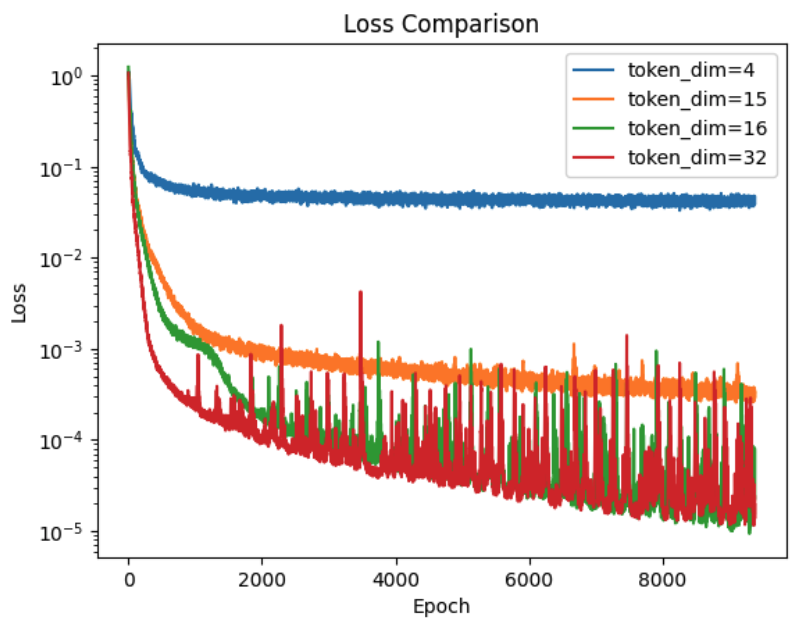 Loss Comparison
10⁰
10⁻¹
10⁻²
10⁻³
10⁻⁴
10⁻⁵
Loss
token_dim=4
token_dim=15
token_dim=16
token_dim=32
0 2000 4000 6000 8000
Epoch